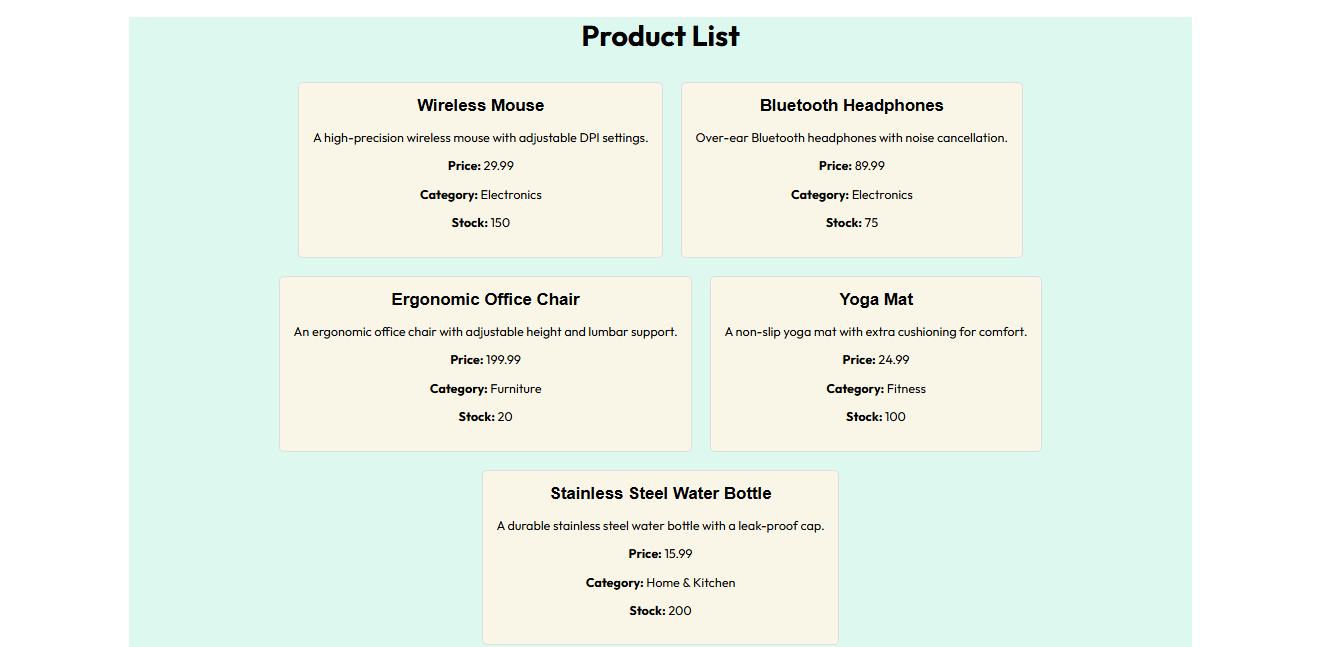 Product List
Wireless Mouse
A high-precision wireless mouse with adjustable DPI settings.
Price: 29.99
Category: Electronics
Stock: 150
Bluetooth Headphones
Over-ear Bluetooth headphones with noise cancellation.
Price: 89.99
Category: Electronics
Stock: 75
Ergonomic Office Chair
An ergonomic office chair with adjustable height and lumbar support.
Price: 199.99
Category: Furniture
Stock: 20
Yoga Mat
A non-slip yoga mat with extra cushioning for comfort.
Price: 24.99
Category: Fitness
Stock: 100
Stainless Steel Water Bottle
A durable stainless steel water bottle with a leak-proof cap.
Price: 15.99
Category: Home & Kitchen
Stock: 200